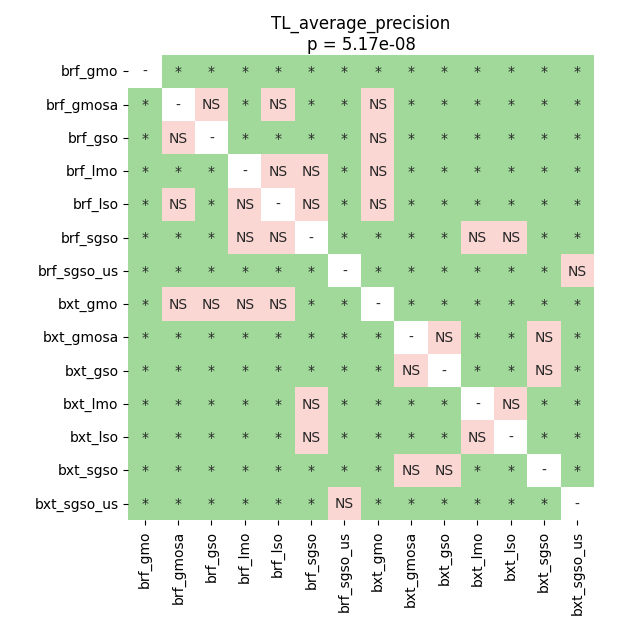 TL_average_precision
p = 5.17e-08
brf_gmo - * * * * * * * * * * * * *
brf_gmosa * - NS * NS * * NS * * * * * *
brf_gso * NS - * * * * NS * * * * * *
brf_lmo * * * - NS NS * NS * * * * * *
brf_lso * NS * NS - NS * NS * * * * * *
brf_sgso * * * NS NS - * * * * NS NS * *
brf_sgso_us * * * * * * - * * * * * * NS
bxt_gmo * NS NS NS NS * * - * * * * * *
bxt_gmosa * * * * * * * * - NS * * NS *
bxt_gso * * * * * * * * NS - * * NS *
bxt_lmo * * * * * NS * * * * - NS * *
bxt_lso * * * * * NS * * * * NS - * *
bxt_sgso * * * * * * * * NS NS * * - *
bxt_sgso_us * * * * * * NS * * * * * * -
brf_gmo
brf_gmosa
brf_gso
brf_lmo
brf_lso
brf_sgso
brf_sgso_us
bxt_gmo
bxt_gmosa
bxt_gso
bxt_lmo
bxt_lso
bxt_sgso
bxt_sgso_us